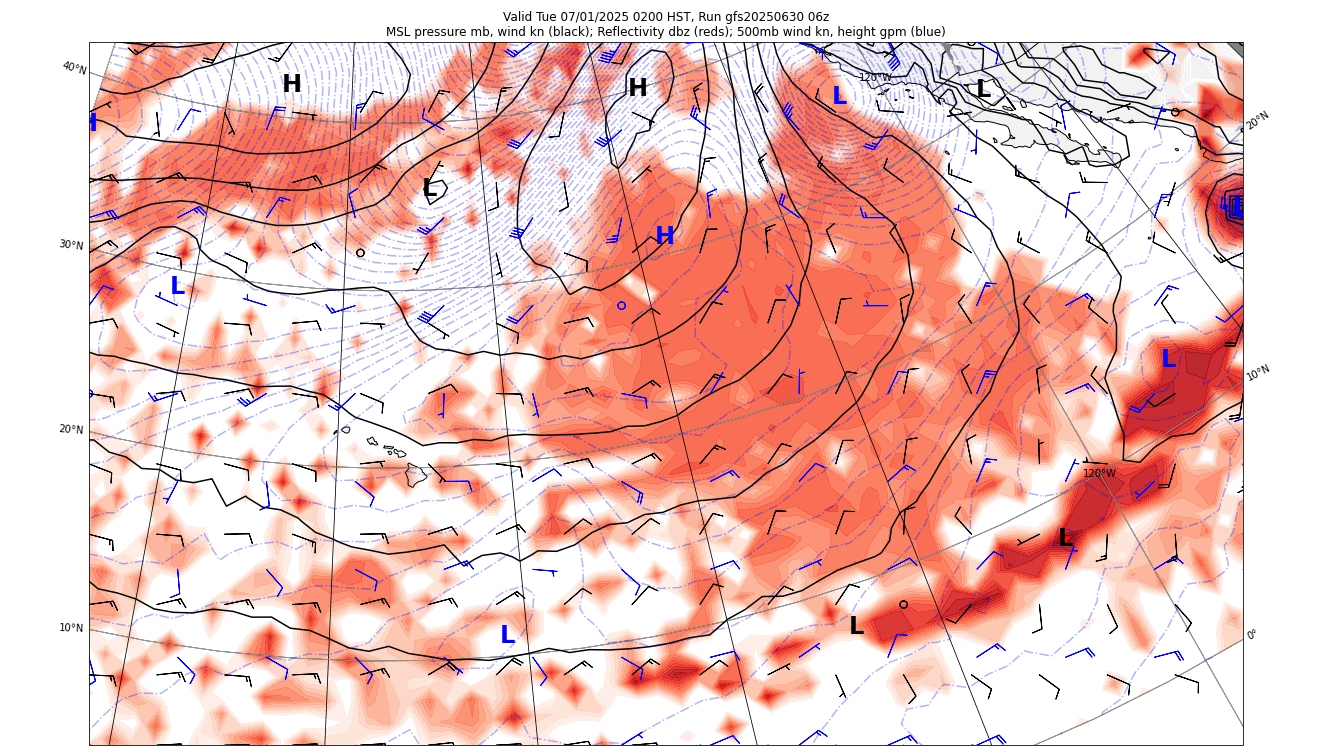 Valid Tue 07/01/2025 0200 HST, Run gfs20250630 06z
MSL pressure mb, wind kn (black); Reflectivity dbz (reds); 500mb wind kn, height gpm (blue)
40°N
120°W
H
H
L
L
H
20°N
L
30°N
H
L
L
L
10°N
20°N
120°W
L
10°N
L
L
0°